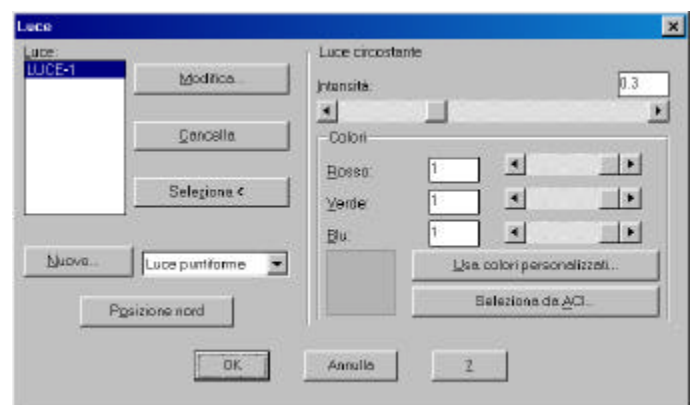 Luce
Luce:
LUCE-1
Modifica...
Cancella
Seleziona <
Nuovo...
Luce puntiforme
Posizione nord
Luce circostante
Intensità:
0.3
Colori
Rosso:
1
Verde:
1
Blu:
1
Usa colori personalizzati...
Seleziona da ACI...
OK
Annulla
?